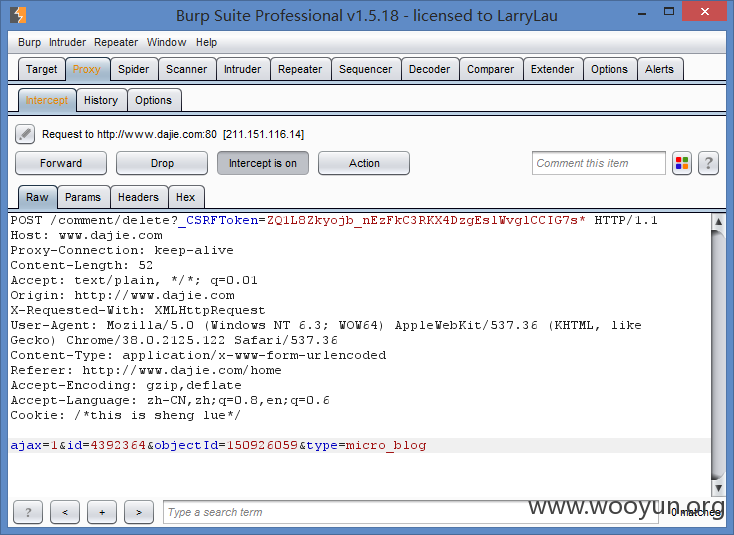 Burp Suite Professional v1.5.18 - licensed to LarryLau
Burp Intruder Repeater Window Help
Target Proxy Spider Scanner Intruder Repeater Sequencer Decoder Comparer Extender Options Alerts
Intercept History Options
Request to http://www.dajie.com:80 [211.151.116.14]
Forward Drop Intercept is on Action Comment this item ?
Raw Params Headers Hex
POST /comment/delete?_CSRFToken=ZQ1L8Zkyojb_nEzFkC3RKX4DzgEslWvglCCIG7s* HTTP/1.1
Host: www.dajie.com
Proxy-Connection: keep-alive
Content-Length: 52
Accept: text/plain, */*; q=0.01
Origin: http://www.dajie.com
X-Requested-With: XMLHttpRequest
User-Agent: Mozilla/5.0 (Windows NT 6.3; WOW64) AppleWebKit/537.36 (KHTML, like
Gecko) Chrome/38.0.2125.122 Safari/537.36
Content-Type: application/x-www-form-urlencoded
Referer: http://www.dajie.com/home
Accept-Encoding: gzip,deflate
Accept-Language: zh-CN,zh;q=0.8,en;q=0.6
Cookie: /*this is sheng lue*/
ajax=1&id=4392364&objectId=150926059&type=micro_blog
? < + > Type a search term 0 matches
www.wooyun.org